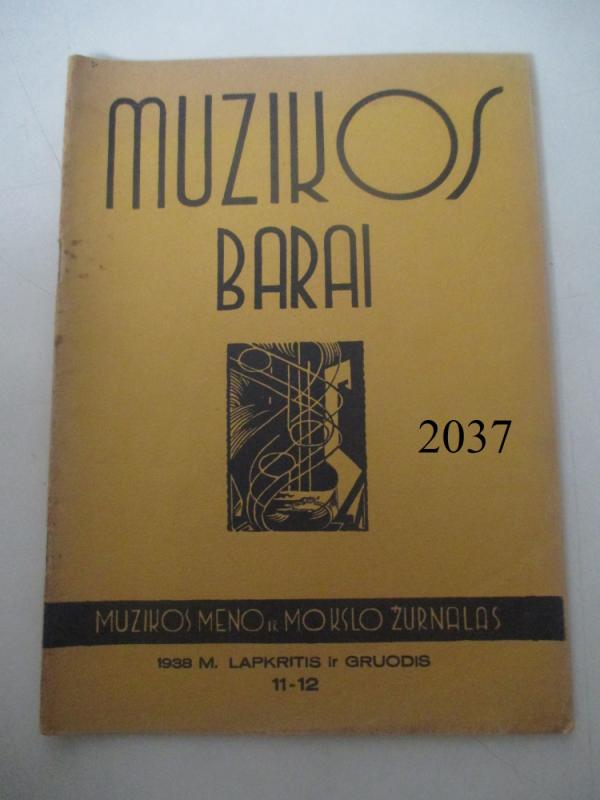 MUZIKOS
BARAI
2037
MUZIKOS MENO IR MOKSLO ŽURNALAS
1938 M. LAPKRITIS ir GRUODIS
11-12